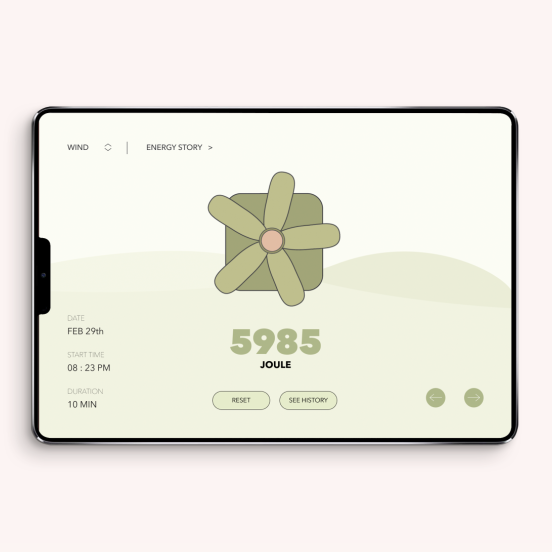 WIND
ENERGY STORY >
DATE
FEB 29th
START TIME
08 : 23 PM
DURATION
10 MIN
5985
JOULE
RESET
SEE HISTORY